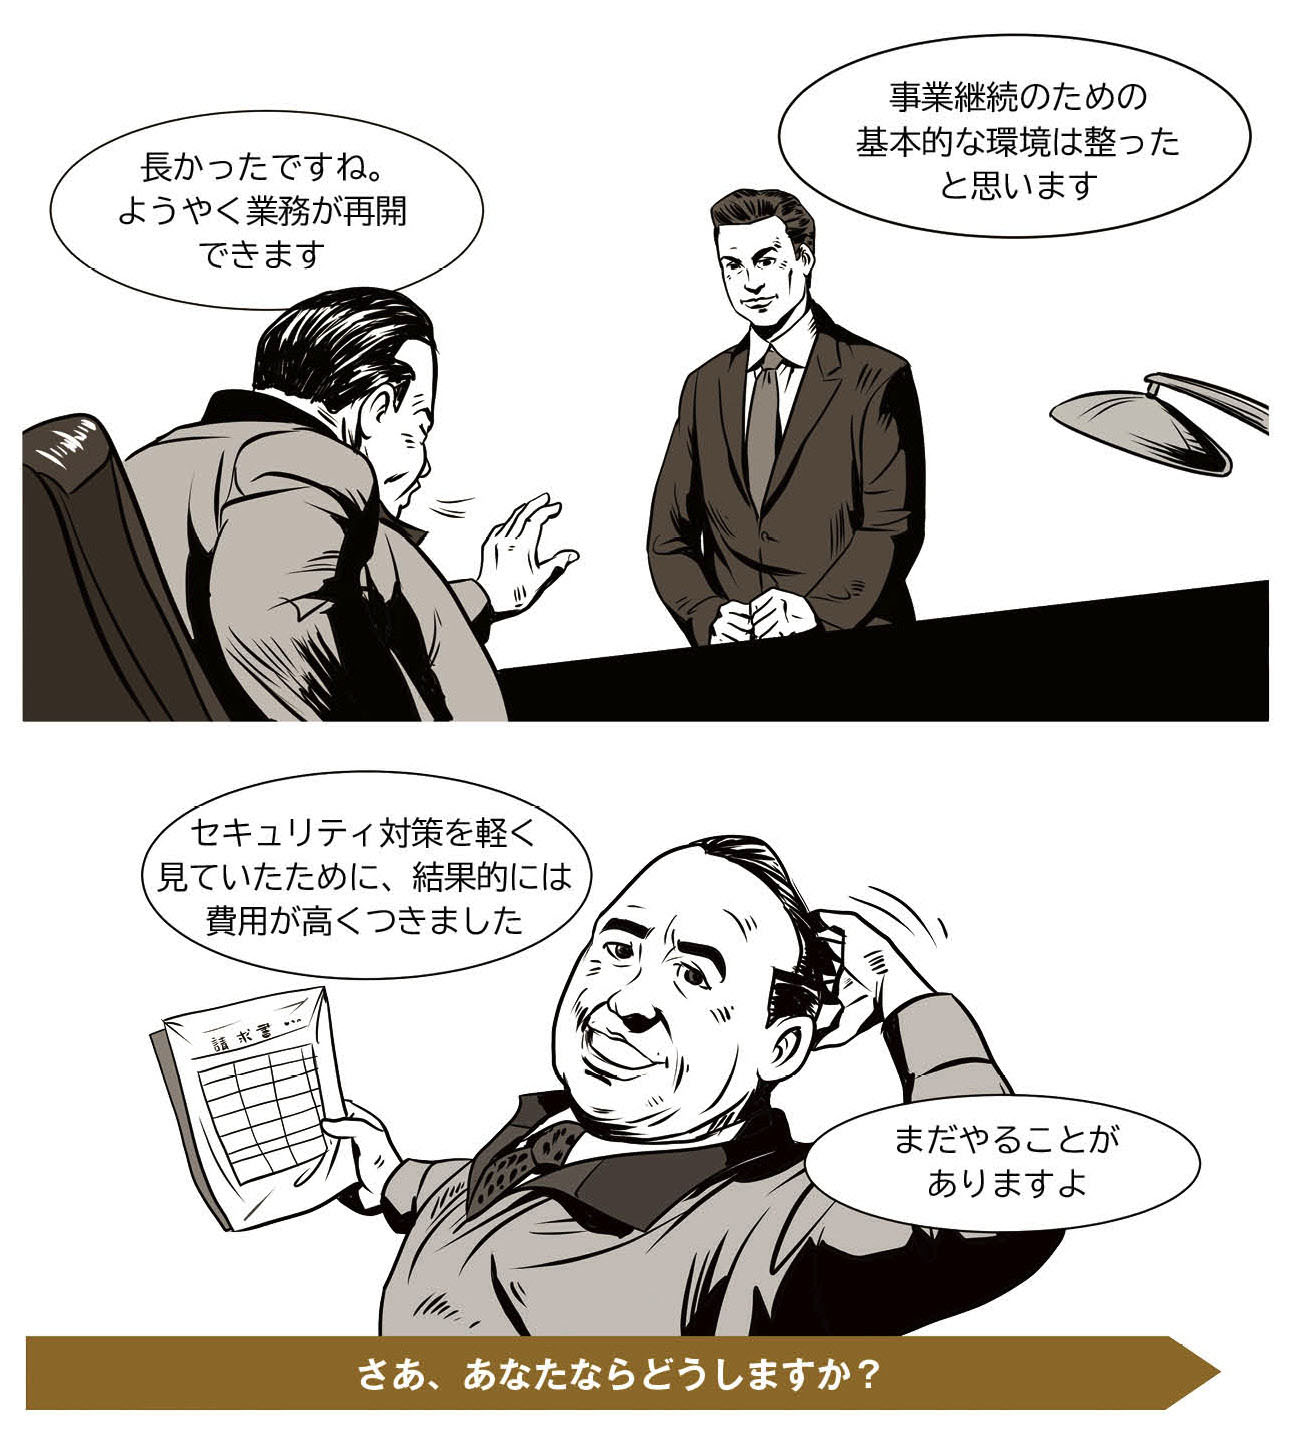 事業継続のための
基本的な環境は整った
と思います
長かったですね。
ようやく業務が再開
できます
セキュリティ対策を軽く
見ていたために、結果的には
費用が高くつきました
請求書 …
まだやることが
ありますよ
さあ、あなたならどうしますか？